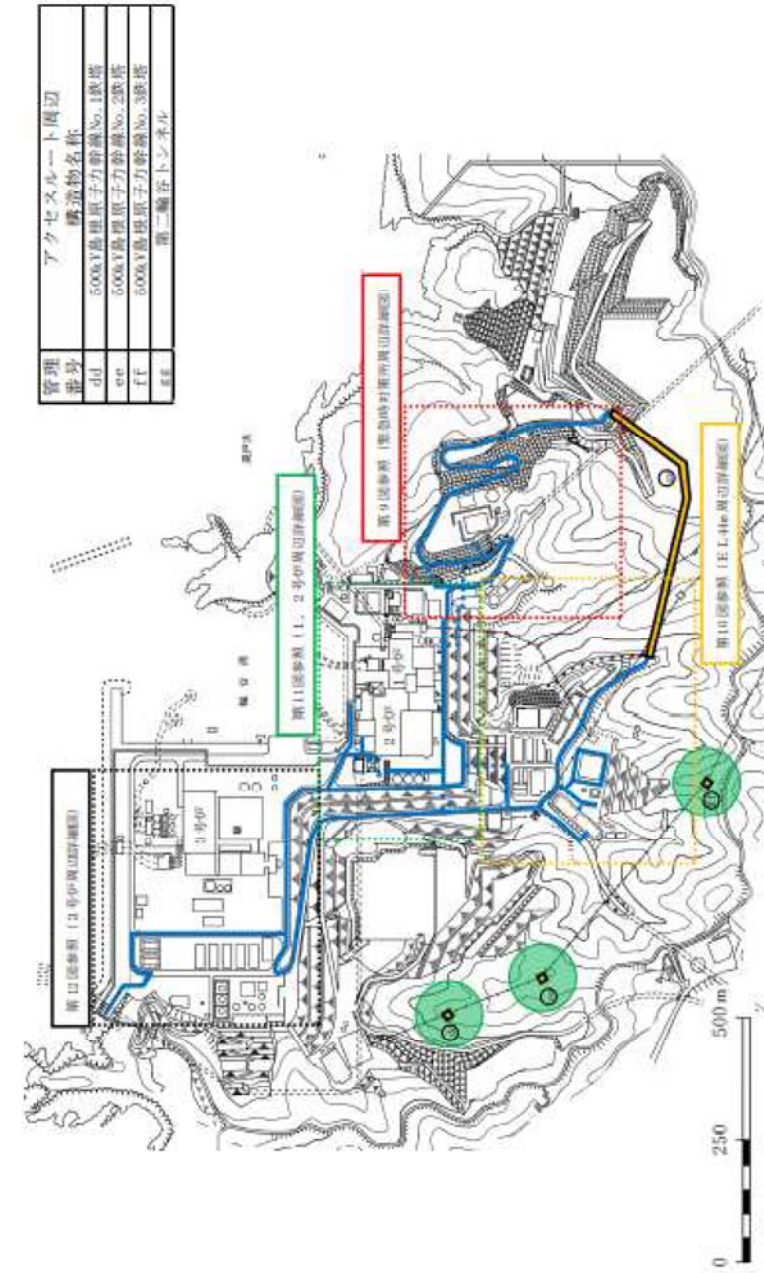 管理番号 アクセスルート周辺構造物名称
dd 500kV島根原子力幹線No.1鉄塔
ee 500kV島根原子力幹線No.2鉄塔
ff 500kV島根原子力幹線No.3鉄塔
gg 第二輪谷トンネル
第12図参照（3号炉周辺詳細図）
第11図参照（1，2号炉周辺詳細図）
第9図参照（緊急時対策所周辺詳細図）
第10図参照（EL44m周辺詳細図）
輪谷湾
3号炉
2号炉
1号炉
0 250 500 m